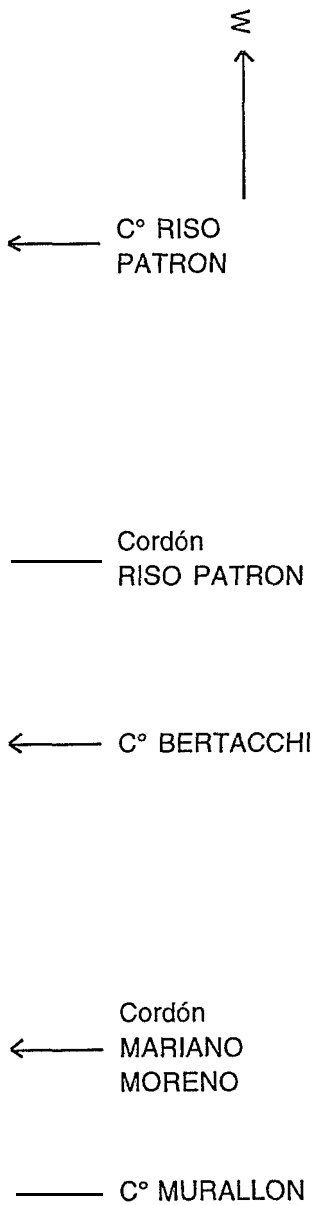 W
C° RISO
PATRON
Cordón
RISO PATRON
C° BERTACCHI
Cordón
MARIANO
MORENO
C° MURALLON